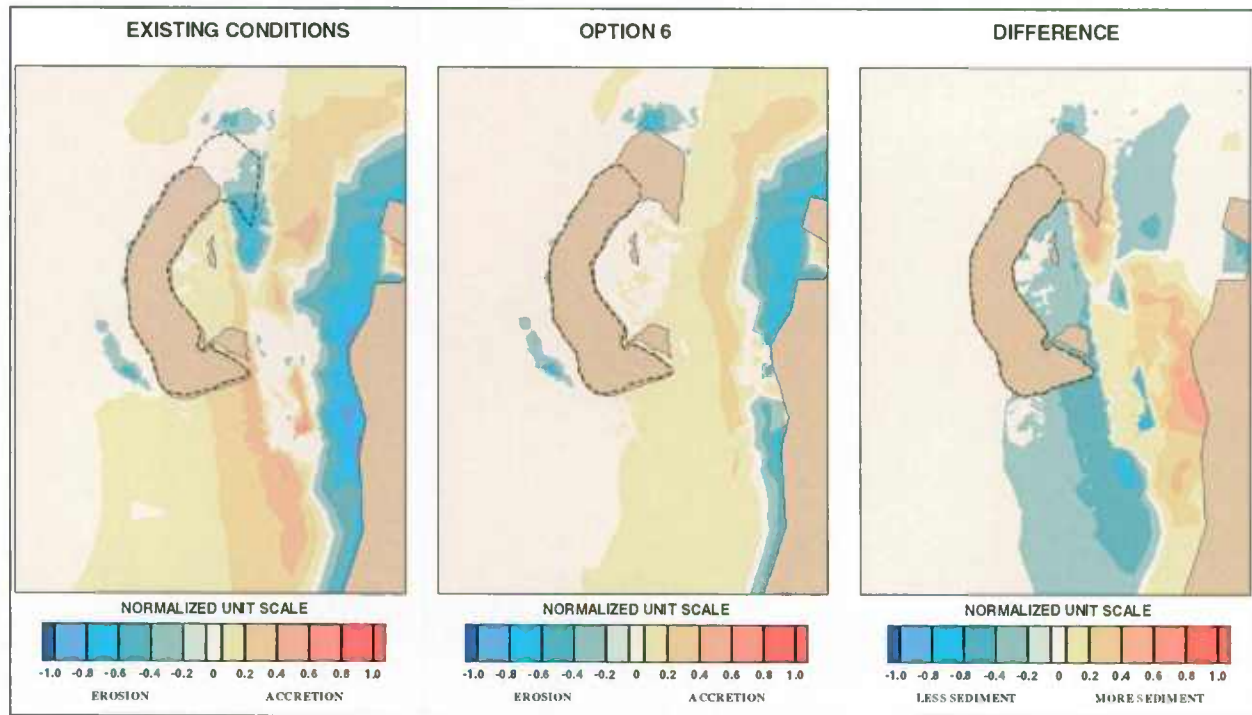 EXISTING CONDITIONS
OPTION 6
DIFFERENCE
NORMALIZED UNIT SCALE
-1.0 -0.8 -0.6 -0.4 -0.2 0 0.2 0.4 0.6 0.8 1.0
EROSION ACCRETION
NORMALIZED UNIT SCALE
-1.0 -0.8 -0.6 -0.4 -0.2 0 0.2 0.4 0.6 0.8 1.0
EROSION ACCRETION
NORMALIZED UNIT SCALE
-1.0 -0.8 -0.6 -0.4 -0.2 0 0.2 0.4 0.6 0.8 1.0
LESS SEDIMENT MORE SEDIMENT